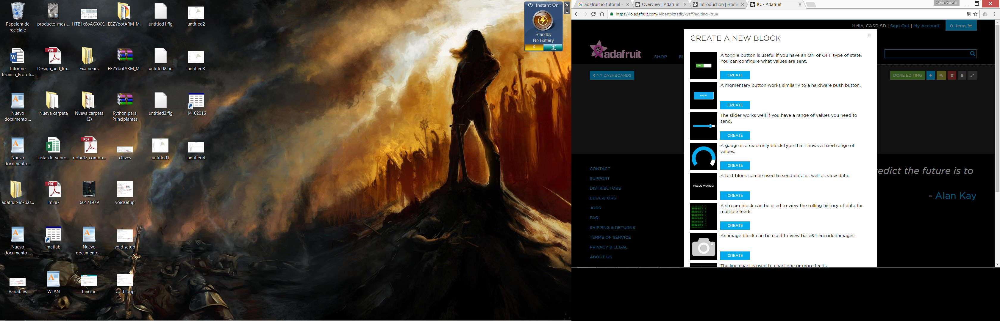 Papelera de
reciclaje
producto_mes_...
HTB1x6oAGXXX...
EEZYbotARM_M...
untitled1.fig
untitled2
Informe
técnico_Prototi...
Design_and_Im...
Examenes
EEZYbotARM_M...
untitled2.fig
untitled3
Nuevo
documento ...
Nueva carpeta
Nueva carpeta
(2)
Python para
Principiantes
untitled3.fig
14102016
Nuevo
documento ...
Lista-de-vebro...
riobotz_combo...
claves
untitled1
untitled4
adafruit-io-bas...
lm387
66471979
voidsetup
Nuevo
documento ...
matlab
Nuevo
documento ...
void setup
Variables
WLAN
funcion
void loop
Instant On
Standby
No Battery
adafruit io tutorial -
Overview | Adafruit
Introduction | Hom
IO - Adafruit
Carlos Alberto
https://io.adafruit.com/Albertolztatik/xyz#?editing=true
Hello, CASD SD | Sign Out | My Account
0 Items
adafruit
SHOP
BL
MY DASHBOARDS
DONE EDITING
CREATE A NEW BLOCK
ON
A toggle button is useful if you have an ON or OFF type of state.
You can configure what values are sent.
CREATE
RESET
A momentary button works similarly to a hardware push button.
CREATE
The slider works well if you have a range of values you need to
send.
CREATE
A gauge is a read only block type that shows a fixed range of
values.
CREATE
HELLO WORLD!
A text block can be used to send data as well as view data.
CREATE
A stream block can be used to view the rolling history of data for
multiple feeds.
CREATE
An image block can be used to view base64 encoded images.
CREATE
The line chart is used to chart one or more feeds.
CONTACT
SUPPORT
DISTRIBUTORS
EDUCATORS
JOBS
FAQ
SHIPPING & RETURNS
TERMS OF SERVICE
PRIVACY & LEGAL
ABOUT US
redict the future is to
- Alan Kay